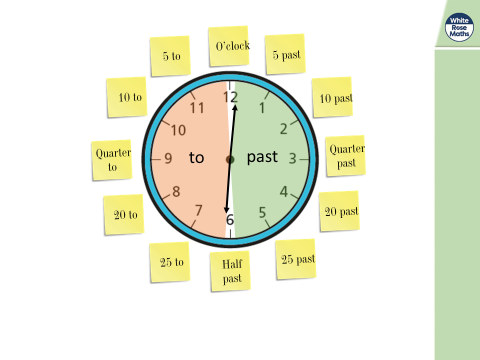 White
Rose
Maths
O'clock
5 to
5 past
10 to
10 past
12
11
1
10
2
Quarter
to
9
to
past
3
Quarter
past
8
4
20 to
20 past
7
5
6
25 to
Half
past
25 past